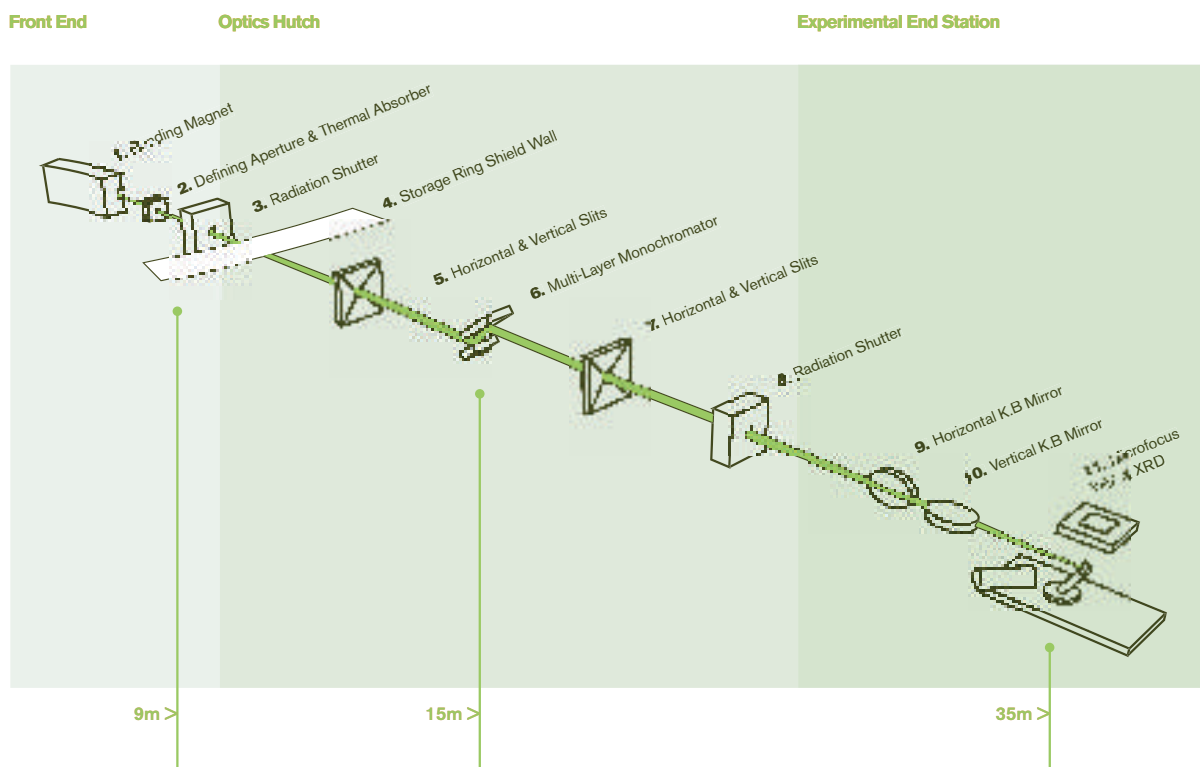 Front End
Optics Hutch
Experimental End Station
Magnet
2. Defining Aperture & Thermal Absorber
3. Radiation Shutter
4. Storage Ring Shield Wall
5. Horizontal & Vertical Slits
6. Multi-Layer Monochromator
7. Horizontal & Vertical Slits
8. Radiation Shutter
9. Horizontal K.B Mirror
10. Vertical K.B Mirror
XRD
9m >
15m >
35m >